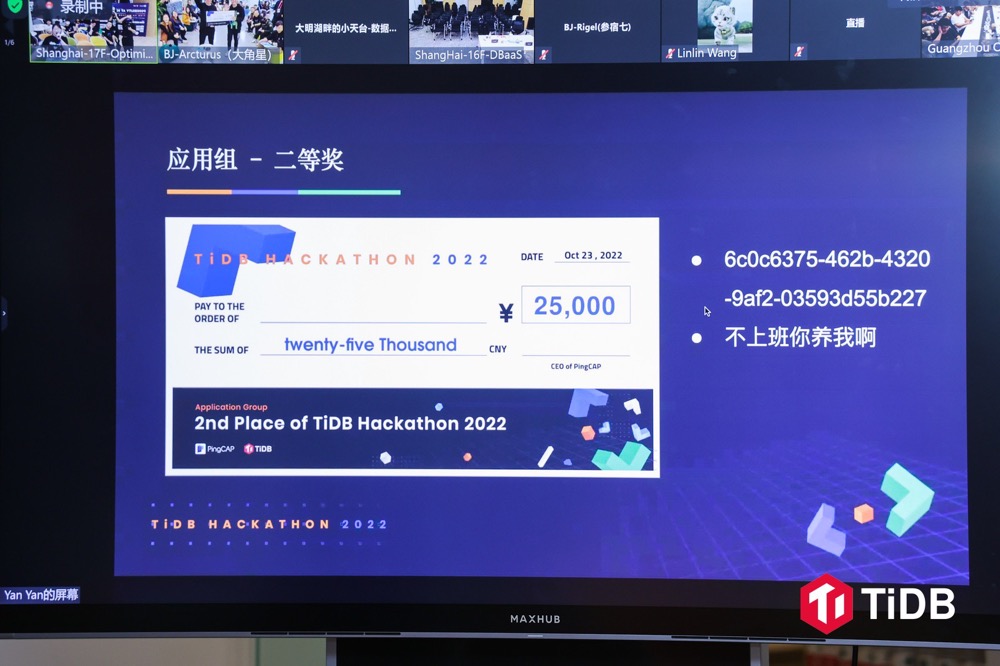 录制中
1/6
Shanghai-17F-Optimi...
BJ-Arcturus（大角星）
大明湖畔的小天台-数据...
ShangHai-16F-DBaaS
BJ-Rigel(参宿七)
Linlin Wang
直播
Guangzhou C
应用组 - 二等奖
TiDB HACKATHON 2022
DATE Oct 23 , 2022
PAY TO THE
ORDER OF
¥ 25,000
THE SUM OF twenty-five Thousand CNY
CEO of PingCAP
Application Group
2nd Place of TiDB Hackathon 2022
PingCAP TiDB
6c0c6375-462b-4320
-9af2-03593d55b227
不上班你养我啊
TiDB HACKATHON 2022
Yan Yan的屏幕
MAXHUB
TiDB